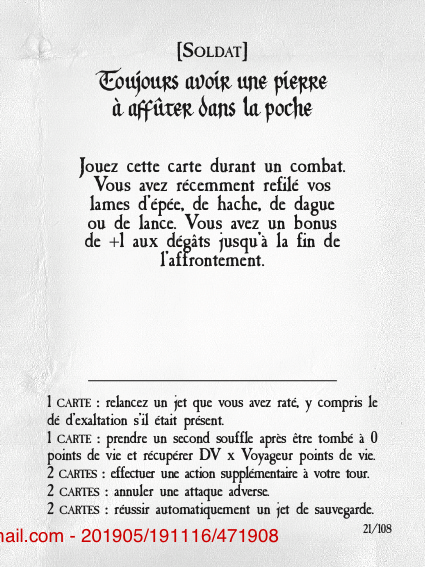 [SOLDAT]
Toujours avoir une pierre
à affûter dans la poche
Jouez cette carte durant un combat.
Vous avez récemment refilé vos
lames d'épée, de hache, de dague
ou de lance. Vous avez un bonus
de +1 aux dégâts jusqu'à la fin de
l'affrontement.
1 CARTE : relancez un jet que vous avez raté, y compris le
dé d'exaltation s'il était présent.
1 CARTE : prendre un second souffle après être tombé à 0
points de vie et récupérer DV x Voyageur points de vie.
2 CARTES : effectuer une action supplémentaire à votre tour.
2 CARTES : annuler une attaque adverse.
2 CARTES : réussir automatiquement un jet de sauvegarde.
21/108
nail.com - 201905/191116/471908